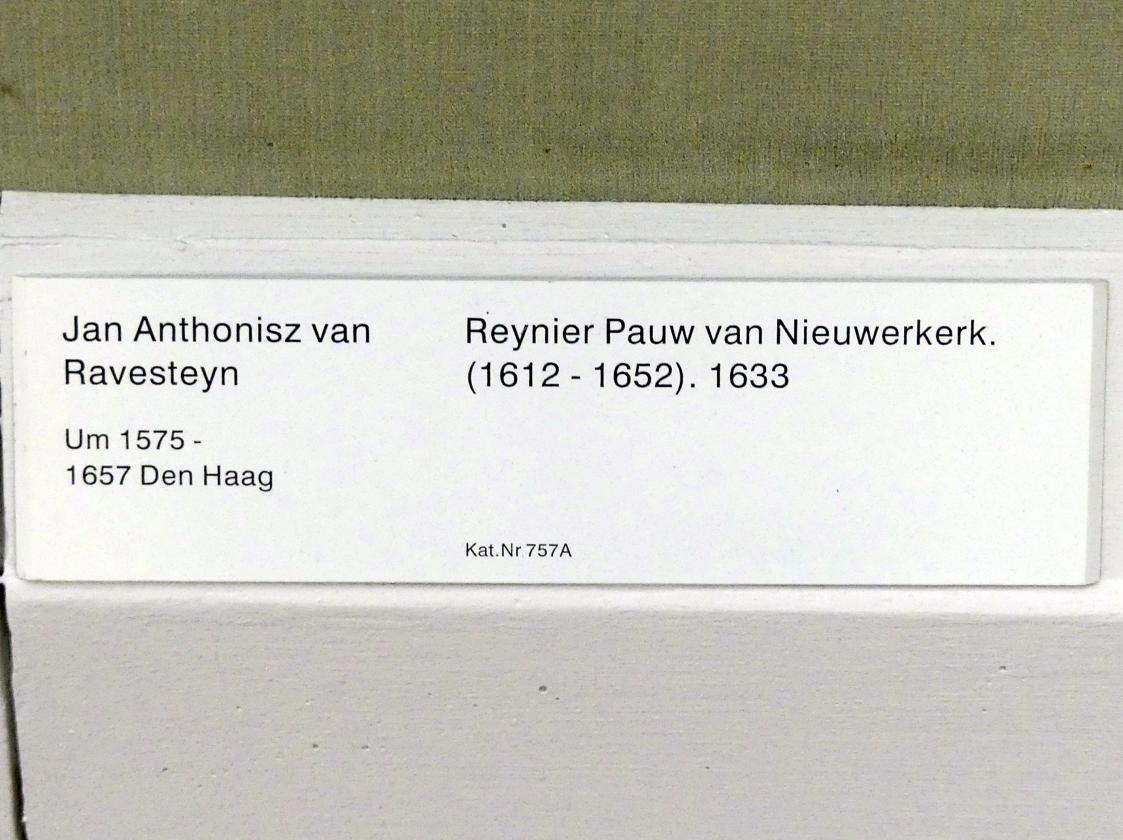 Jan Anthonisz van
Ravesteyn
Um 1575 -
1657 Den Haag
Reynier Pauw van Nieuwerkerk.
(1612 - 1652). 1633
Kat.Nr 757A